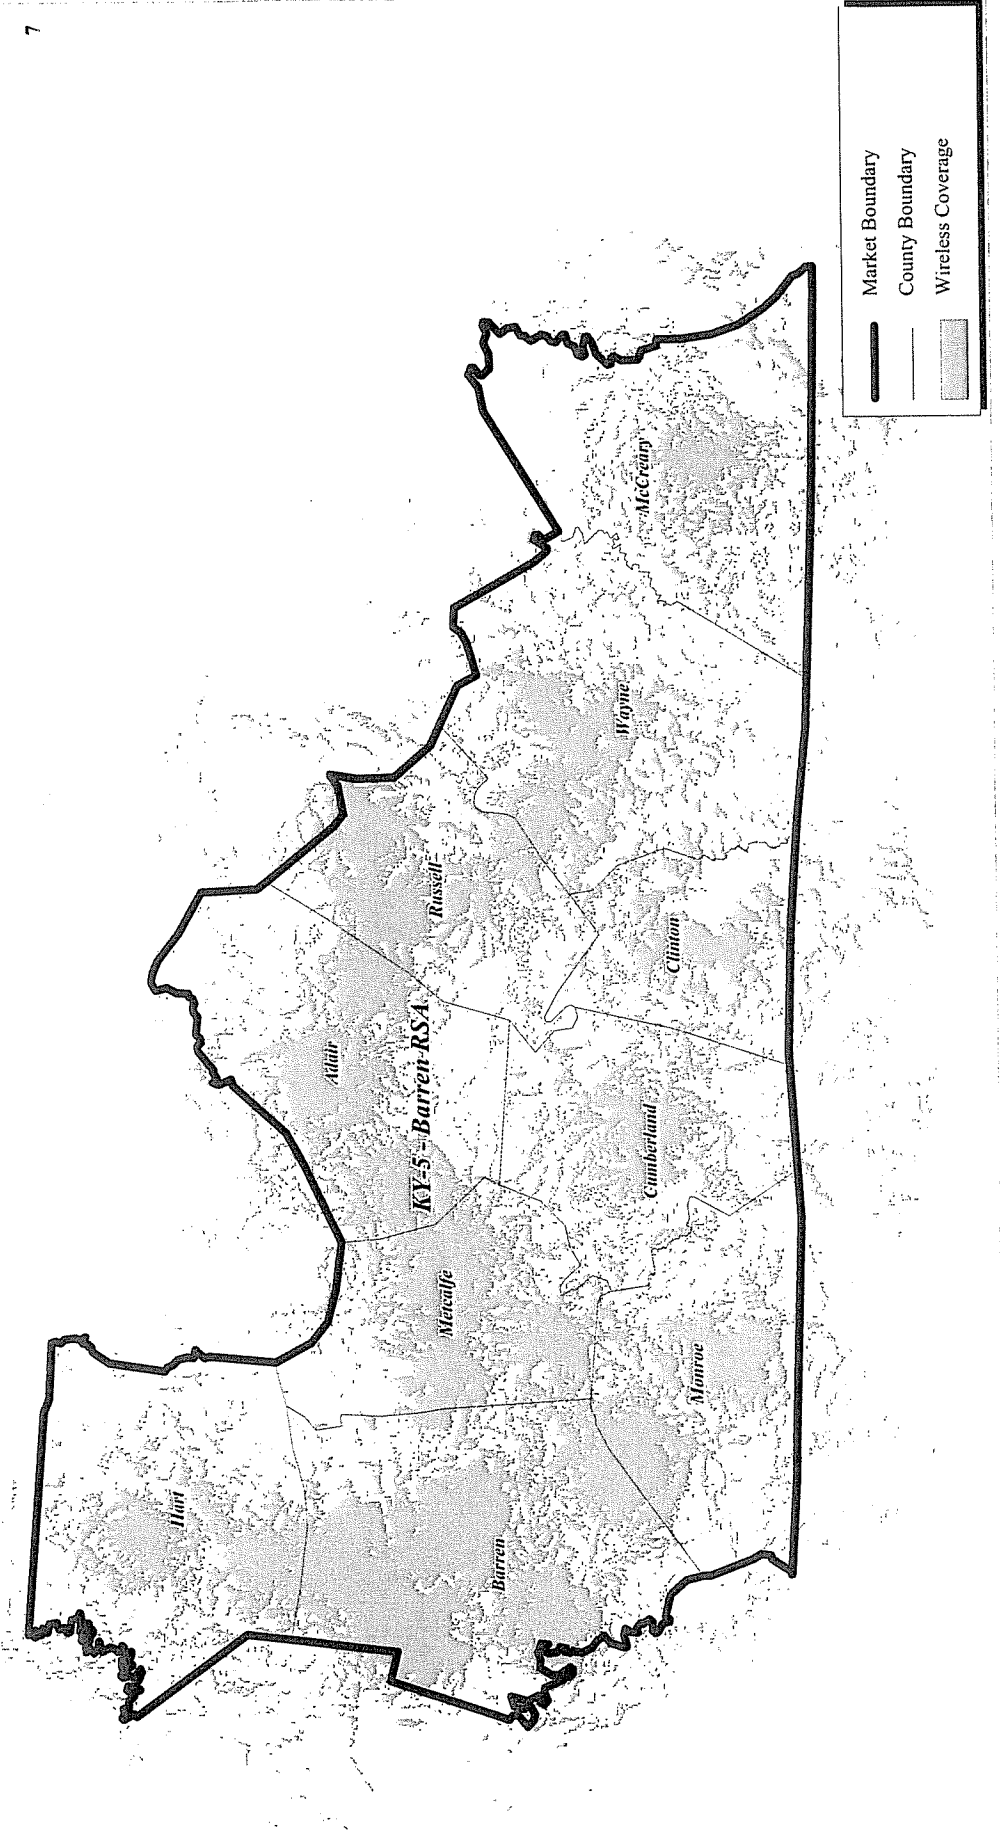 7
Hart
Barren
Metcalfe
Adair
KY-5 - Barren-RSA
Russell
Monroe
Cumberland
Clinton
Wayne
McCreary
Market Boundary
County Boundary
Wireless Coverage